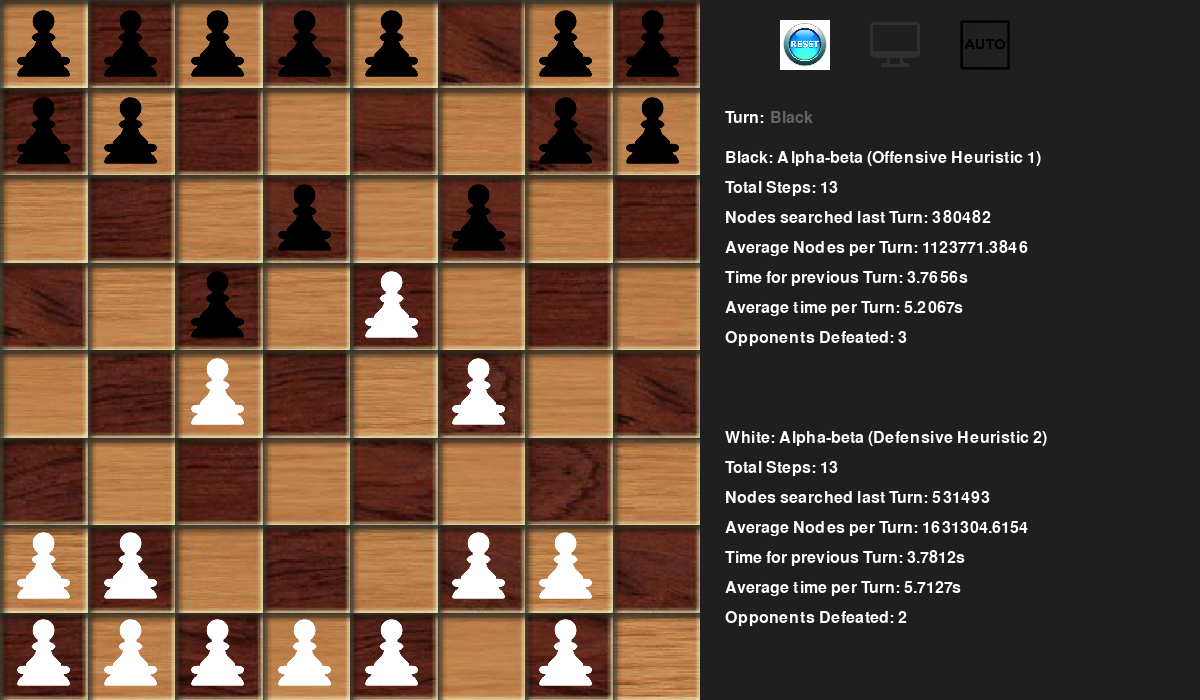 RESET
AUTO
Turn: Black
Black: Alpha-beta (Offensive Heuristic 1)
Total Steps: 13
Nodes searched last Turn: 380482
Average Nodes per Turn: 1123771.3846
Time for previous Turn: 3.7656s
Average time per Turn: 5.2067s
Opponents Defeated: 3
White: Alpha-beta (Defensive Heuristic 2)
Total Steps: 13
Nodes searched last Turn: 531493
Average Nodes per Turn: 1631304.6154
Time for previous Turn: 3.7812s
Average time per Turn: 5.7127s
Opponents Defeated: 2